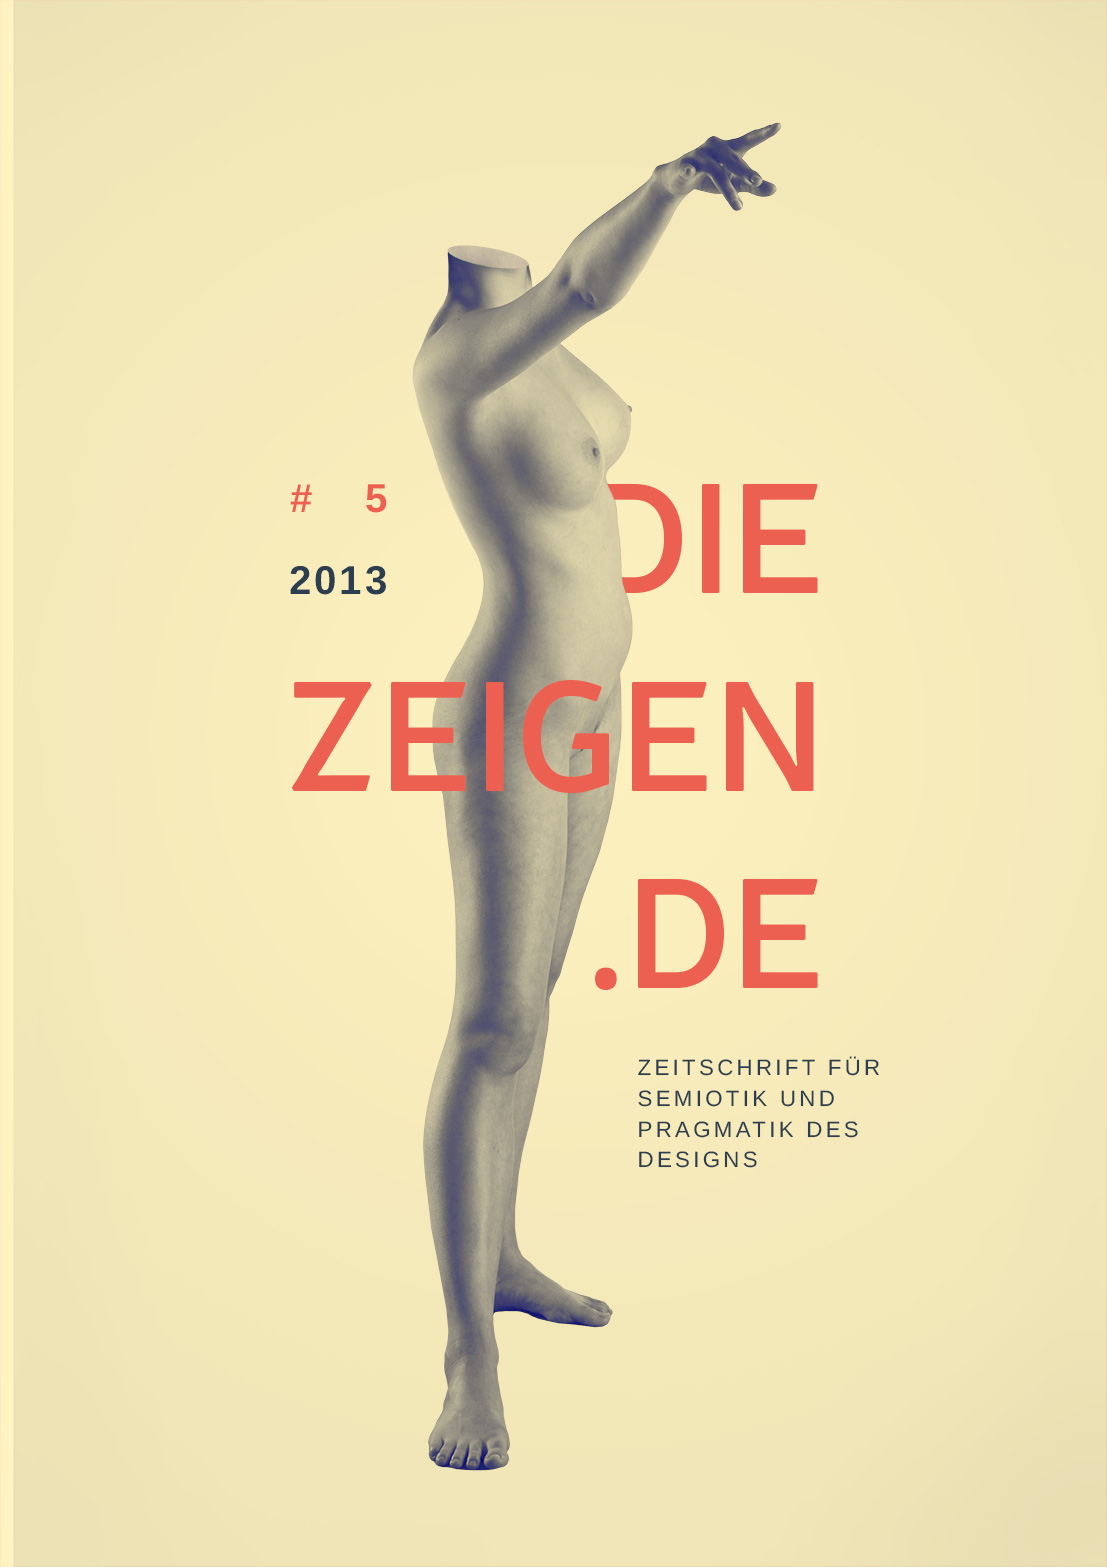 # 5
2013
DIE
ZEIGEN
.DE
ZEITSCHRIFT FÜR
SEMIOTIK UND
PRAGMATIK DES
DESIGNS